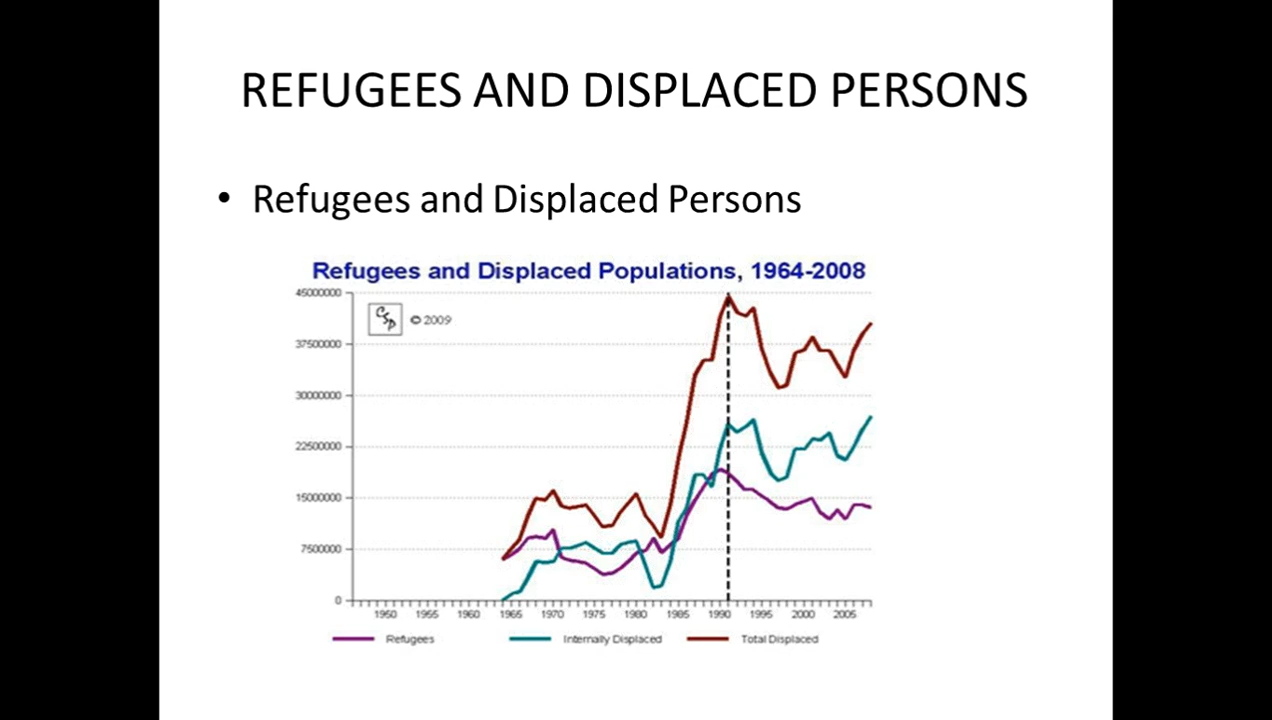 REFUGEES AND DISPLACED PERSONS
• Refugees and Displaced Persons
Refugees and Displaced Populations, 1964-2008
CSP © 2009
45000000
37500000
30000000
22500000
15000000
7500000
0
1950 1955 1960 1965 1970 1975 1980 1985 1990 1995 2000 2005
Refugees Internally Displaced Total Displaced